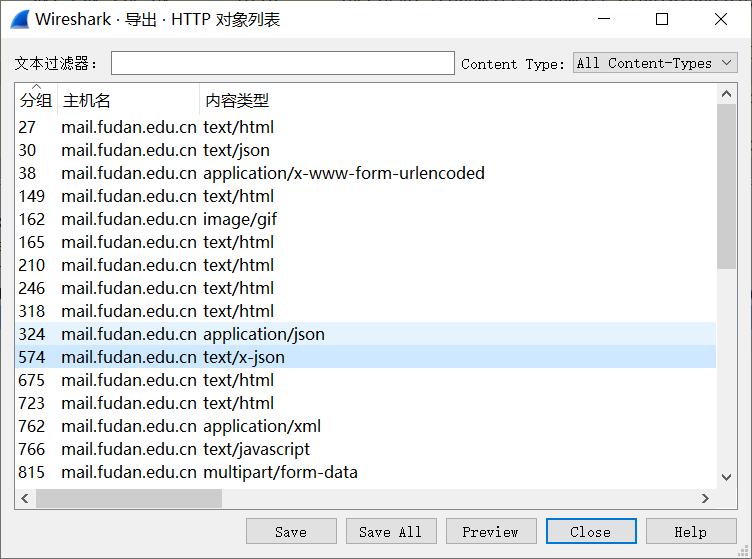 Wireshark · 导出 · HTTP 对象列表
文本过滤器： Content Type: All Content-Types
分组 主机名 内容类型
27 mail.fudan.edu.cn text/html
30 mail.fudan.edu.cn text/json
38 mail.fudan.edu.cn application/x-www-form-urlencoded
149 mail.fudan.edu.cn text/html
162 mail.fudan.edu.cn image/gif
165 mail.fudan.edu.cn text/html
210 mail.fudan.edu.cn text/html
246 mail.fudan.edu.cn text/html
318 mail.fudan.edu.cn text/html
324 mail.fudan.edu.cn application/json
574 mail.fudan.edu.cn text/x-json
675 mail.fudan.edu.cn text/html
723 mail.fudan.edu.cn text/html
762 mail.fudan.edu.cn application/xml
766 mail.fudan.edu.cn text/javascript
815 mail.fudan.edu.cn multipart/form-data
Save Save All Preview Close Help